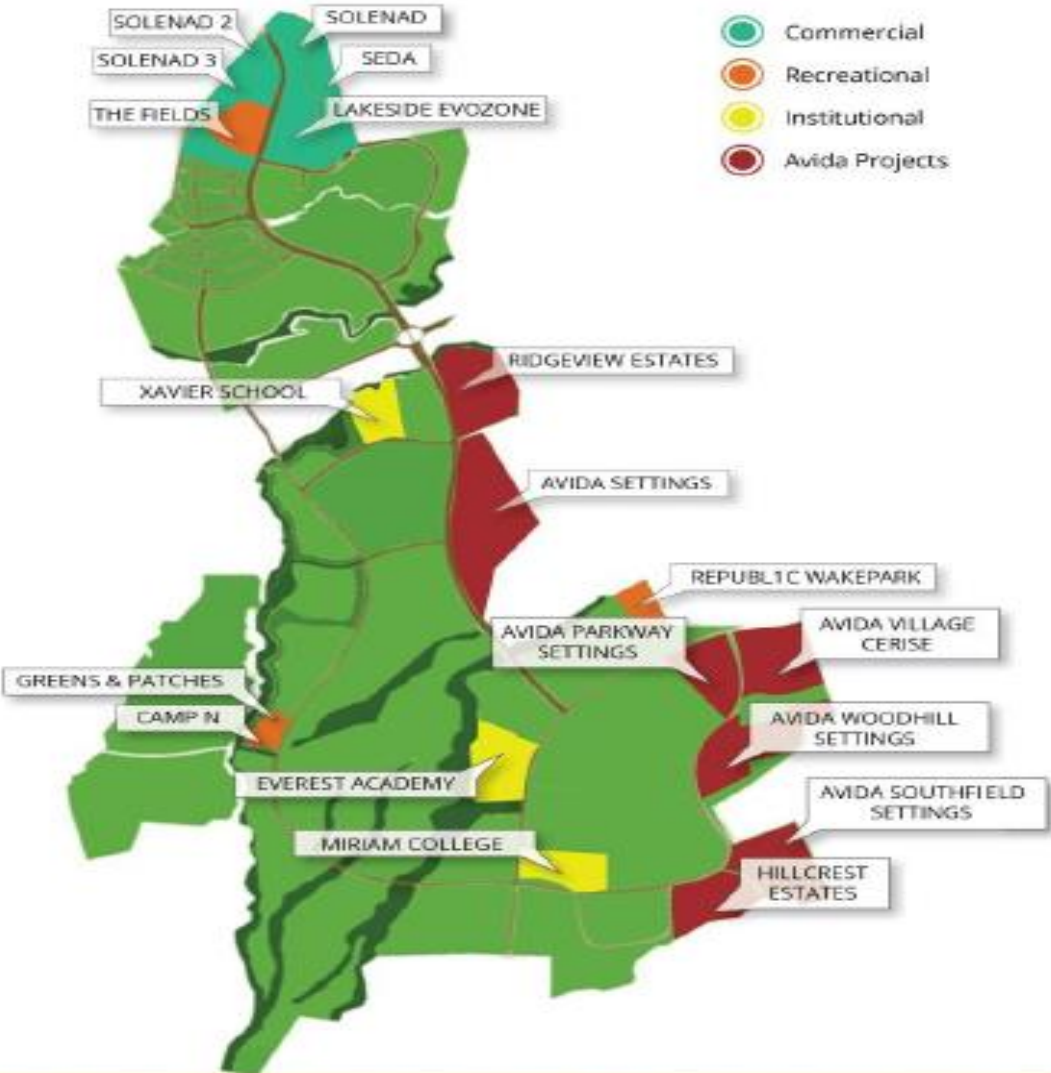 SOLENAD 2
SOLENAD
SOLENAD 3
SEDA
THE FIELDS
LAKESIDE EVOZONE
Commercial
Recreational
Institutional
Avida Projects
RIDGEVIEW ESTATES
XAVIER SCHOOL
AVIDA SETTINGS
REPUBL1C WAKEPARK
AVIDA PARKWAY
SETTINGS
AVIDA VILLAGE
CERISE
GREENS & PATCHES
CAMP N
AVIDA WOODHILL
SETTINGS
EVEREST ACADEMY
AVIDA SOUTHFIELD
SETTINGS
MIRIAM COLLEGE
HILLCREST
ESTATES